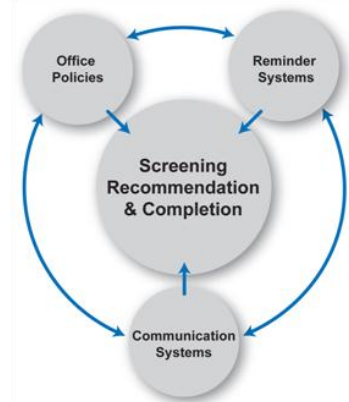 Office
Policies
Reminder
Systems
Screening
Recommendation
& Completion
Communication
Systems